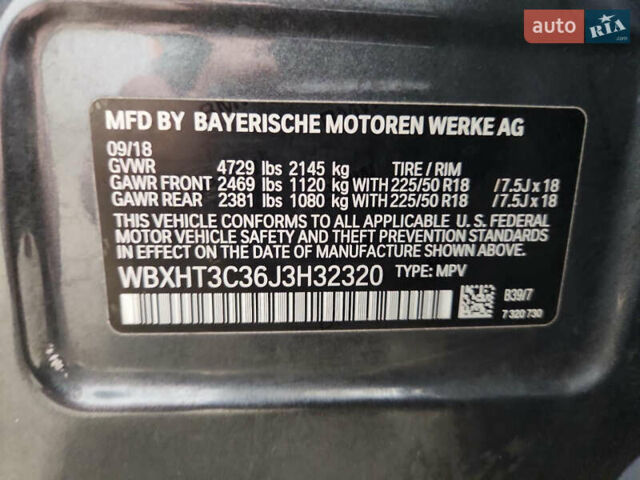 auto RIA
.com
MFD BY BAYERISCHE MOTOREN WERKE AG
09/18
GVWR 4729 lbs 2145 kg TIRE / RIM
GAWR FRONT 2469 lbs 1120 kg WITH 225/50 R18 /7.5J x 18
GAWR REAR 2381 lbs 1080 kg WITH 225/50 R18 /7.5J x 18
THIS VEHICLE CONFORMS TO ALL APPLICABLE U. S. FEDERAL
MOTOR VEHICLE SAFETY AND THEFT PREVENTION STANDARDS
IN EFFECT ON THE DATE OF MANUFACTURE SHOWN ABOVE.
WBXHT3C36J3H32320 TYPE: MPV
B39/7
7 320 730